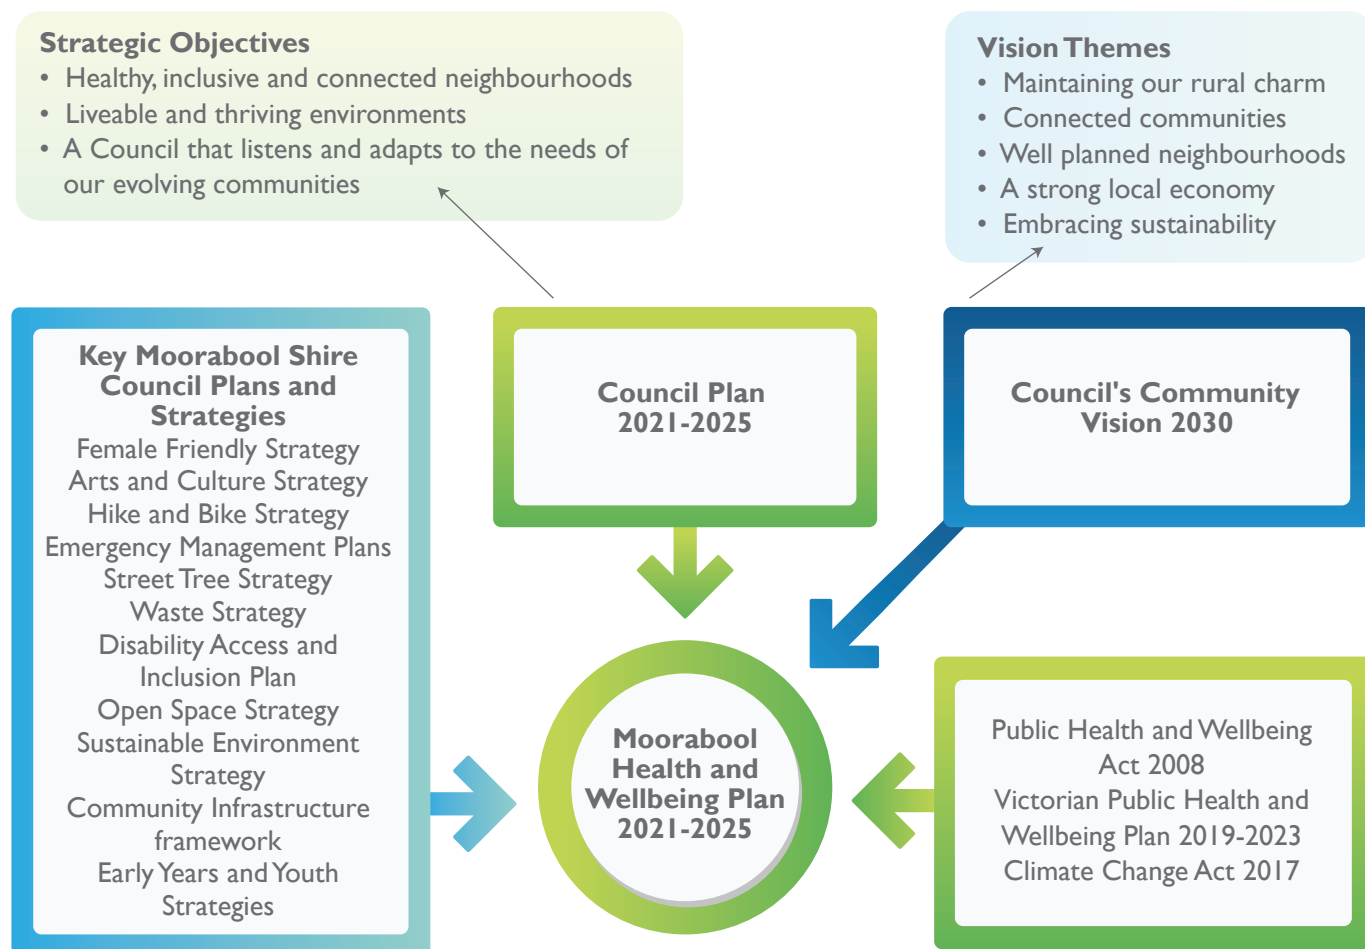 Strategic Objectives
• Healthy, inclusive and connected neighbourhoods
• Liveable and thriving environments
• A Council that listens and adapts to the needs of
our evolving communities
Vision Themes
• Maintaining our rural charm
• Connected communities
• Well planned neighbourhoods
• A strong local economy
• Embracing sustainability
Key Moorabool Shire
Council Plans and
Strategies
Female Friendly Strategy
Arts and Culture Strategy
Hike and Bike Strategy
Emergency Management Plans
Street Tree Strategy
Waste Strategy
Disability Access and
Inclusion Plan
Open Space Strategy
Sustainable Environment
Strategy
Community Infrastructure
framework
Early Years and Youth
Strategies
Council Plan
2021-2025
Council's Community
Vision 2030
Moorabool
Health and
Wellbeing Plan
2021-2025
Public Health and Wellbeing
Act 2008
Victorian Public Health and
Wellbeing Plan 2019-2023
Climate Change Act 2017